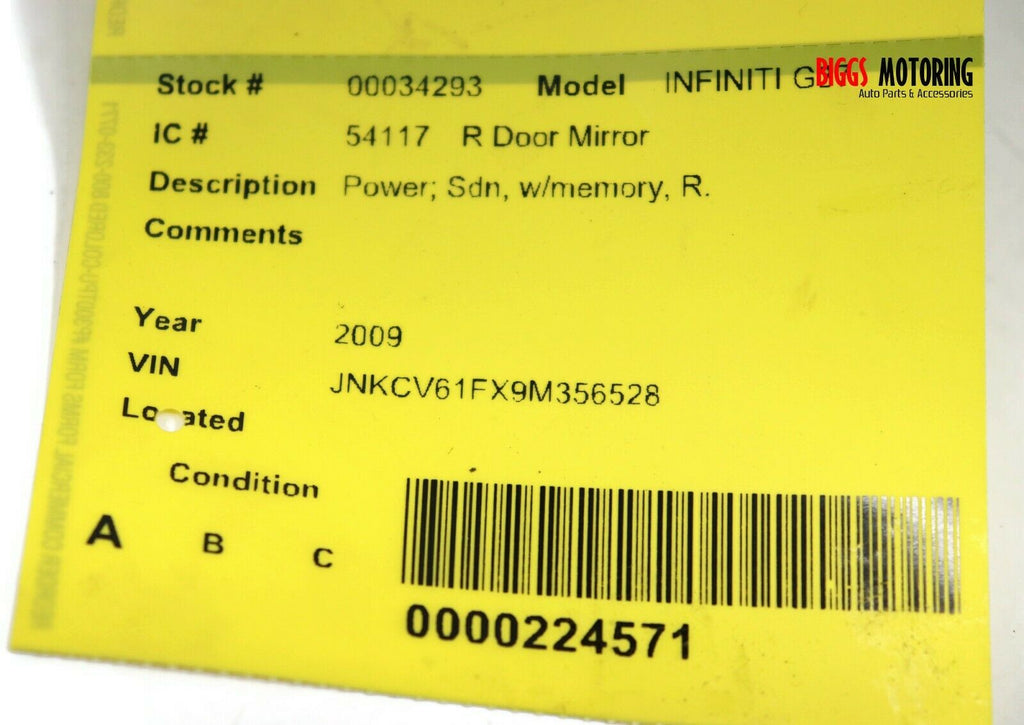 Stock # 00034293 Model INFINITI
BIGGS MOTORING
Auto Parts & Accessories
IC # 54117 R Door Mirror
Description Power; Sdn, w/memory, R.
Comments
Year 2009
VIN JNKCV61FX9M356528
Located
Condition
A B C
0000224571